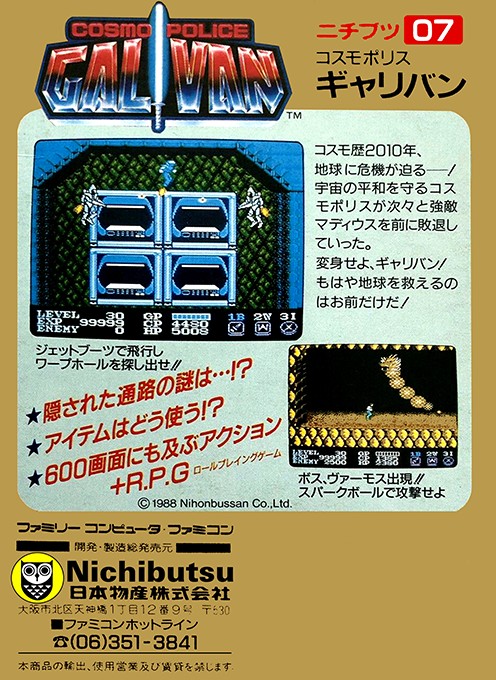 COSMO POLICE
GALIVAN
TM
ニチブツ 07
コスモポリス
ギャリバン
コスモ歴2010年、
地球に危機が迫る──!
宇宙の平和を守るコス
モポリスが次々と強敵
マディウスを前に敗退し
ていった。
変身せよ、ギャリバン!
もはや地球を救えるの
はお前だけだ!
LEVEL 30 GP 1B 2W 3I
EXP 99993 CP 4480
ENEMY 0 BP 500S
ジェットブーツで飛行し
ワープホールを探し出せ!!
★隠された通路の謎は…!?
★アイテムはどう使う!?
★600画面にも及ぶアクション
+R.P.G ロールプレイングゲーム
LEVEL 30
ボス、ヴァーモス出現!!
スパークボールで攻撃せよ
©1988 Nihonbussan Co.,Ltd.
ファミリー コンピュータ・ファミコン
開発・製造総発売元
Nichibutsu
日本物産株式会社
大阪市北区天神橋1丁目12番9号 〒530
■ファミコンホットライン
☎(06)351-3841
本商品の輸出、使用営業及び賃貸を禁じます。